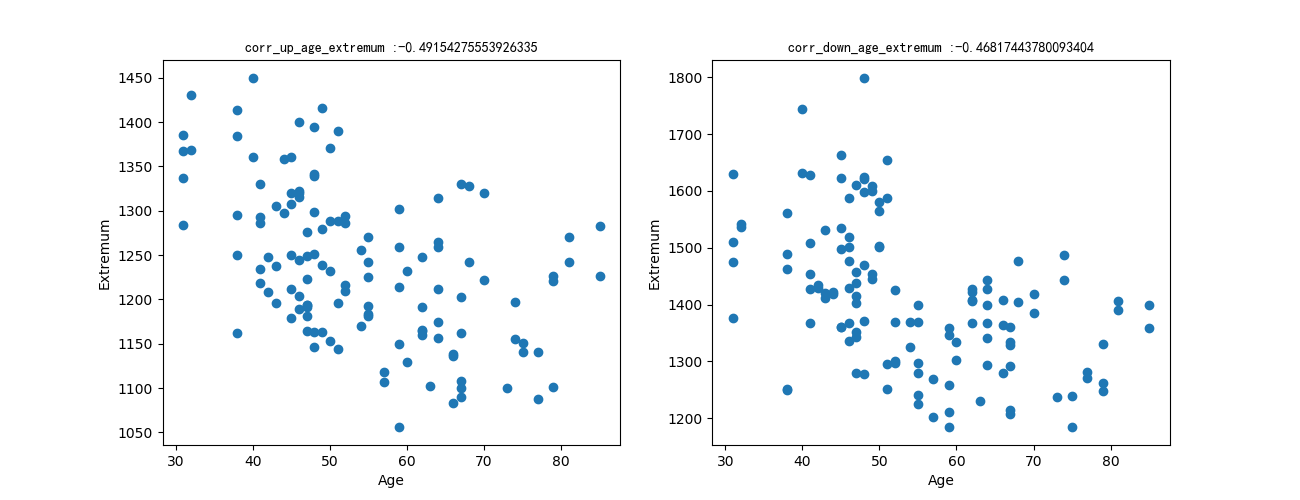 corr_up_age_extremum :-0.49154275553926335
1450
1400
1350
1300
1250
1200
1150
1100
1050
Extremum
30 40 50 60 70 80
Age
corr_down_age_extremum :-0.46817443780093404
1800
1700
1600
1500
1400
1300
1200
Extremum
30 40 50 60 70 80
Age